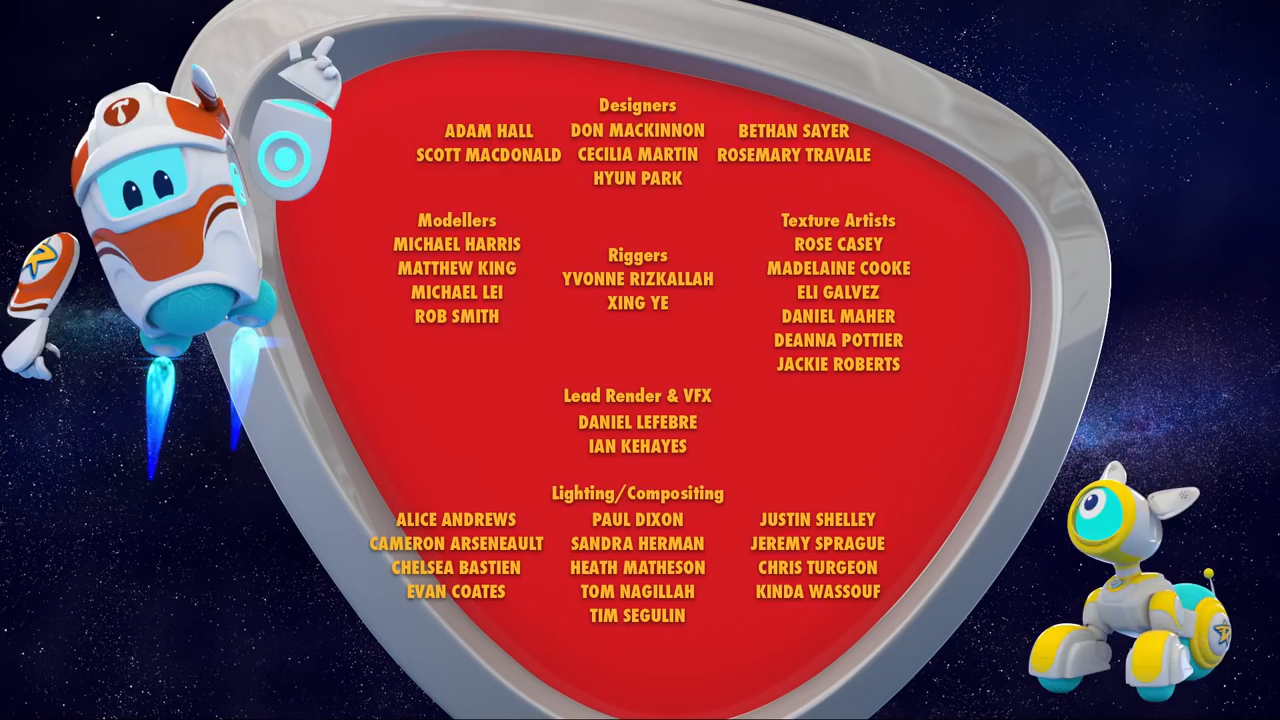 Designers
ADAM HALL DON MACKINNON BETHAN SAYER
SCOTT MACDONALD CECILIA MARTIN ROSEMARY TRAVALE
HYUN PARK
Modellers
MICHAEL HARRIS
MATTHEW KING
MICHAEL LEI
ROB SMITH
Riggers
YVONNE RIZKALLAH
XING YE
Texture Artists
ROSE CASEY
MADELAINE COOKE
ELI GALVEZ
DANIEL MAHER
DEANNA POTTIER
JACKIE ROBERTS
Lead Render & VFX
DANIEL LEFEBRE
IAN KEHAYES
Lighting/Compositing
ALICE ANDREWS PAUL DIXON JUSTIN SHELLEY
CAMERON ARSENEAULT SANDRA HERMAN JEREMY SPRAGUE
CHELSEA BASTIEN HEATH MATHESON CHRIS TURGEON
EVAN COATES TOM NAGILLAH KINDA WASSOUF
TIM SEGULIN